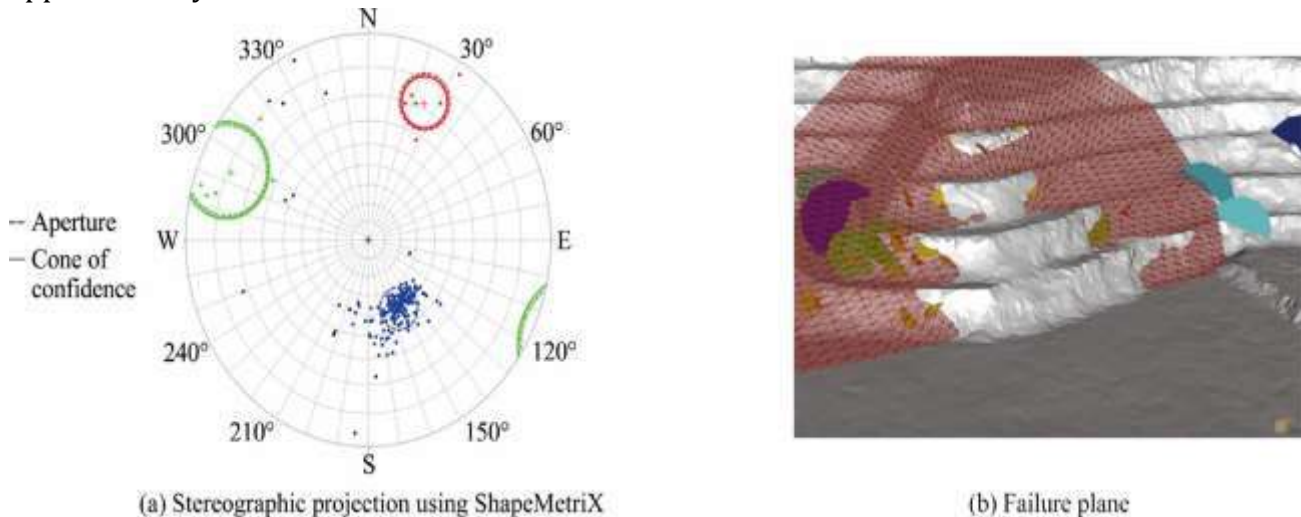 N
330° 30°
300° 60°
Aperture
W E
Cone of
confidence
240° 120°
210° 150°
S
(a) Stereographic projection using ShapeMetriX
(b) Failure plane